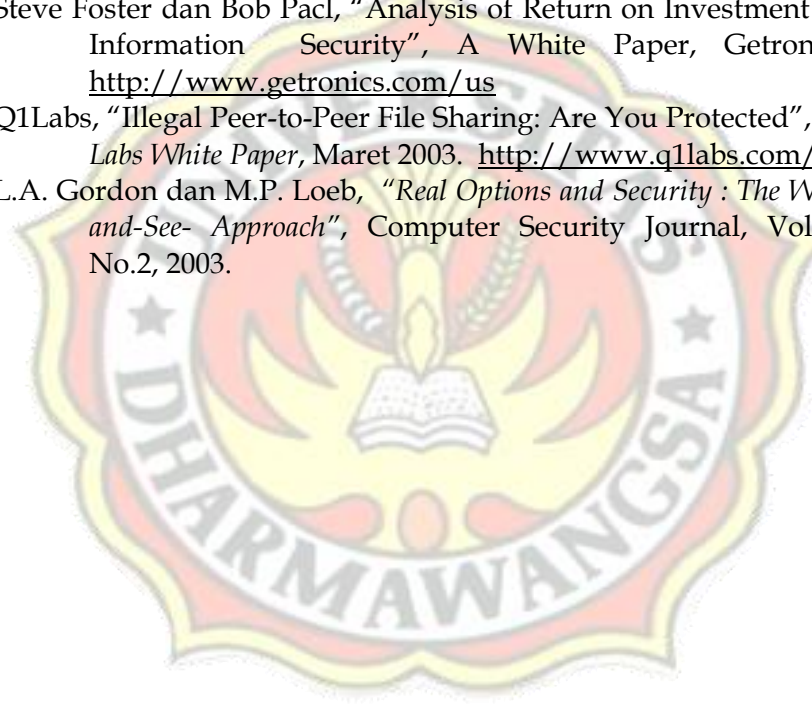 Steve Foster dan Bob Pacl, “Analysis of Return on Investment
Information Security”, A White Paper,
http://www.getronics.com/us
Q1Labs, “Illegal Peer-to-Peer File Sharing: Are You Protected”,
Labs White Paper, Maret 2003. http://www.q1labs.com/
L.A. Gordon dan M.P. Loeb, “Real Options and Security : The
and-See- Approach”, Computer Security Journal, Vol
No.2, 2003.
UNIVERSITAS
DHARMAWANGSA